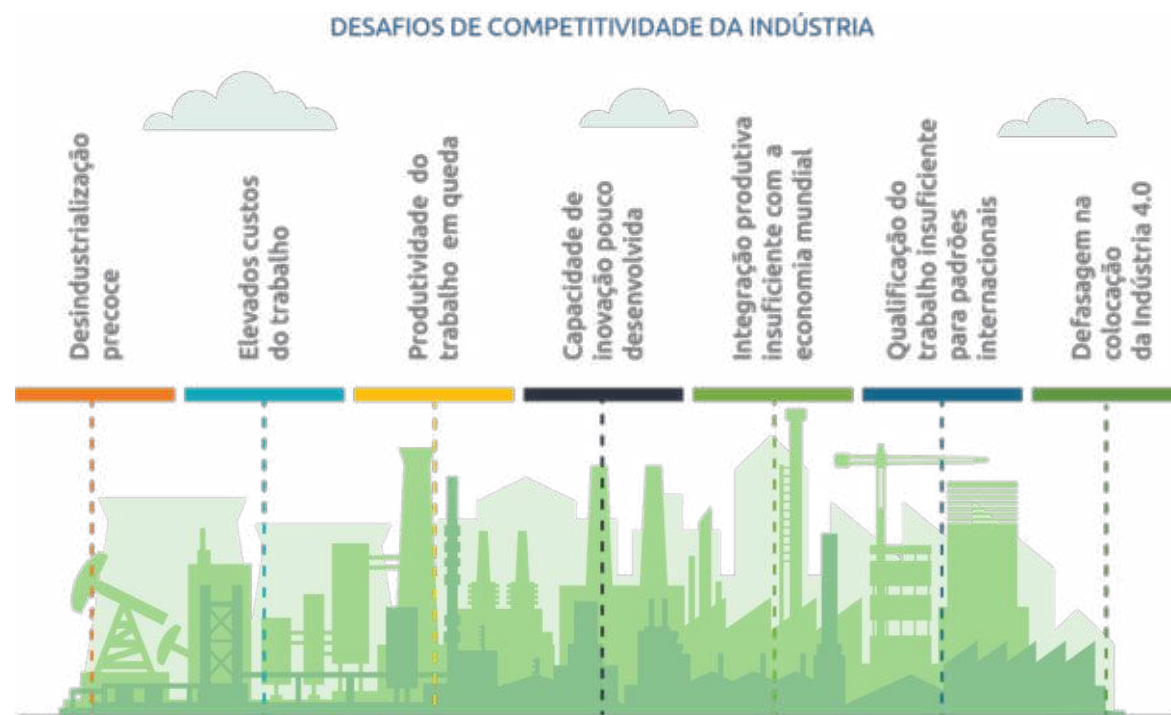 DESAFIOS DE COMPETITIVIDADE DA INDÚSTRIA
Desindustrialização
precoce
Elevados custos
do trabalho
Produtividade do
trabalho em queda
Capacidade de
inovação pouco
desenvolvida
Integração produtiva
insuficiente com a
economia mundial
Qualificação do
trabalho insuficiente
para padrões
internacionais
Defasagem na
colocação
da Indústria 4.0